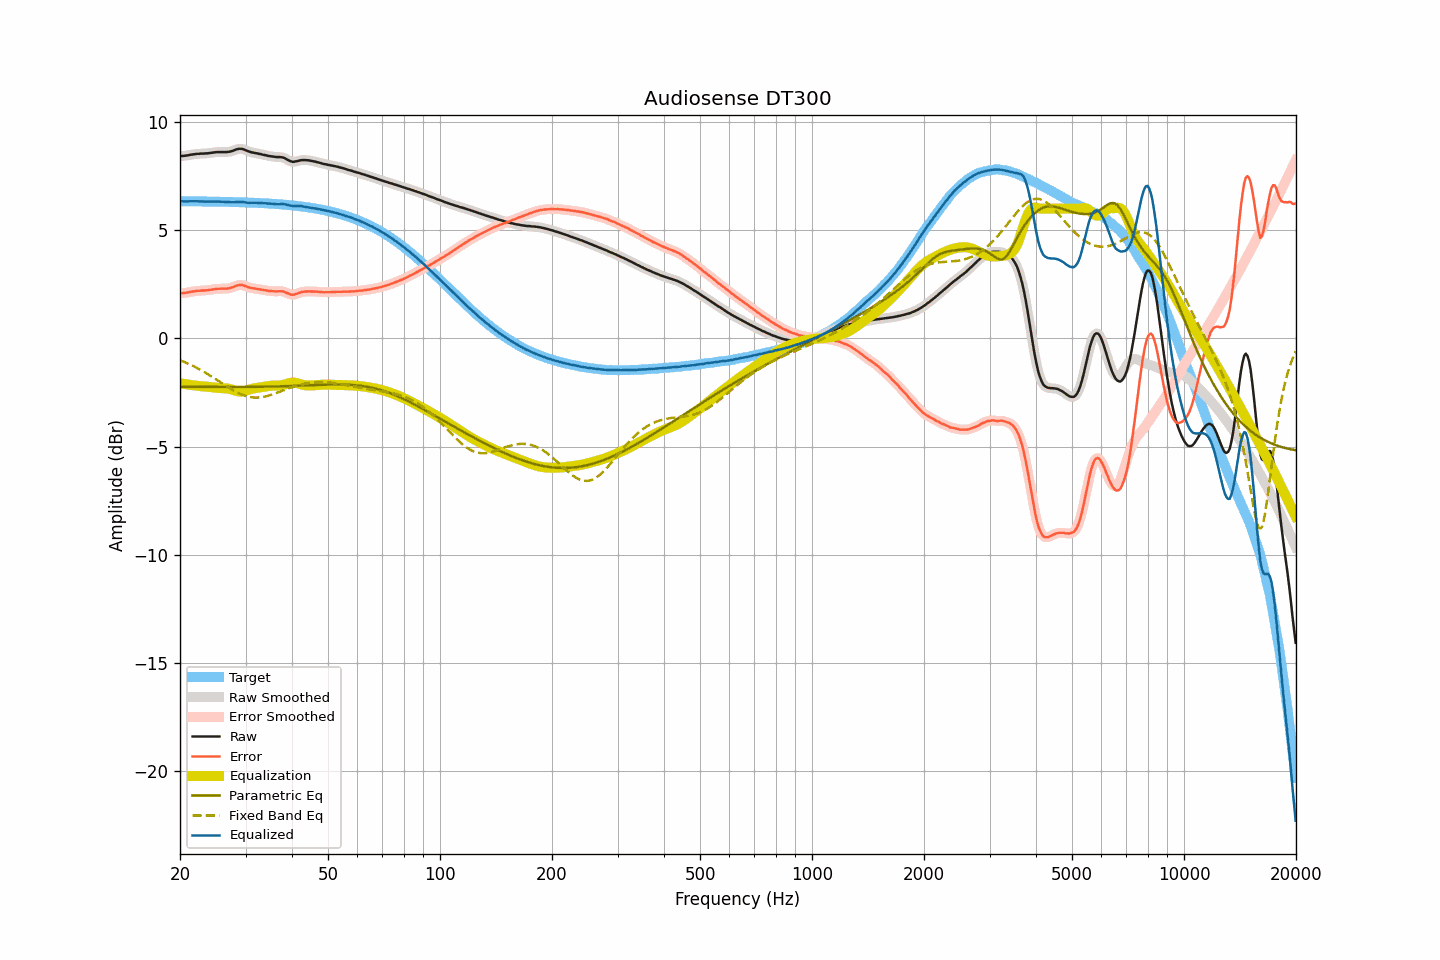 Audiosense DT300
10
5
0
−5
−10
−15
−20
Amplitude (dBr)
Target
Raw Smoothed
Error Smoothed
Raw
Error
Equalization
Parametric Eq
Fixed Band Eq
Equalized
20 50 100 200 500 1000 2000 5000 10000 20000
Frequency (Hz)